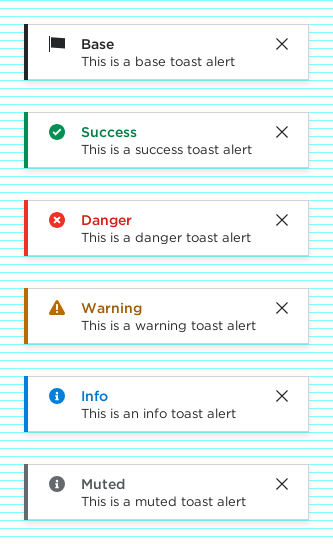 Base
This is a base toast alert
Success
This is a success toast alert
Danger
This is a danger toast alert
Warning
This is a warning toast alert
Info
This is an info toast alert
Muted
This is a muted toast alert